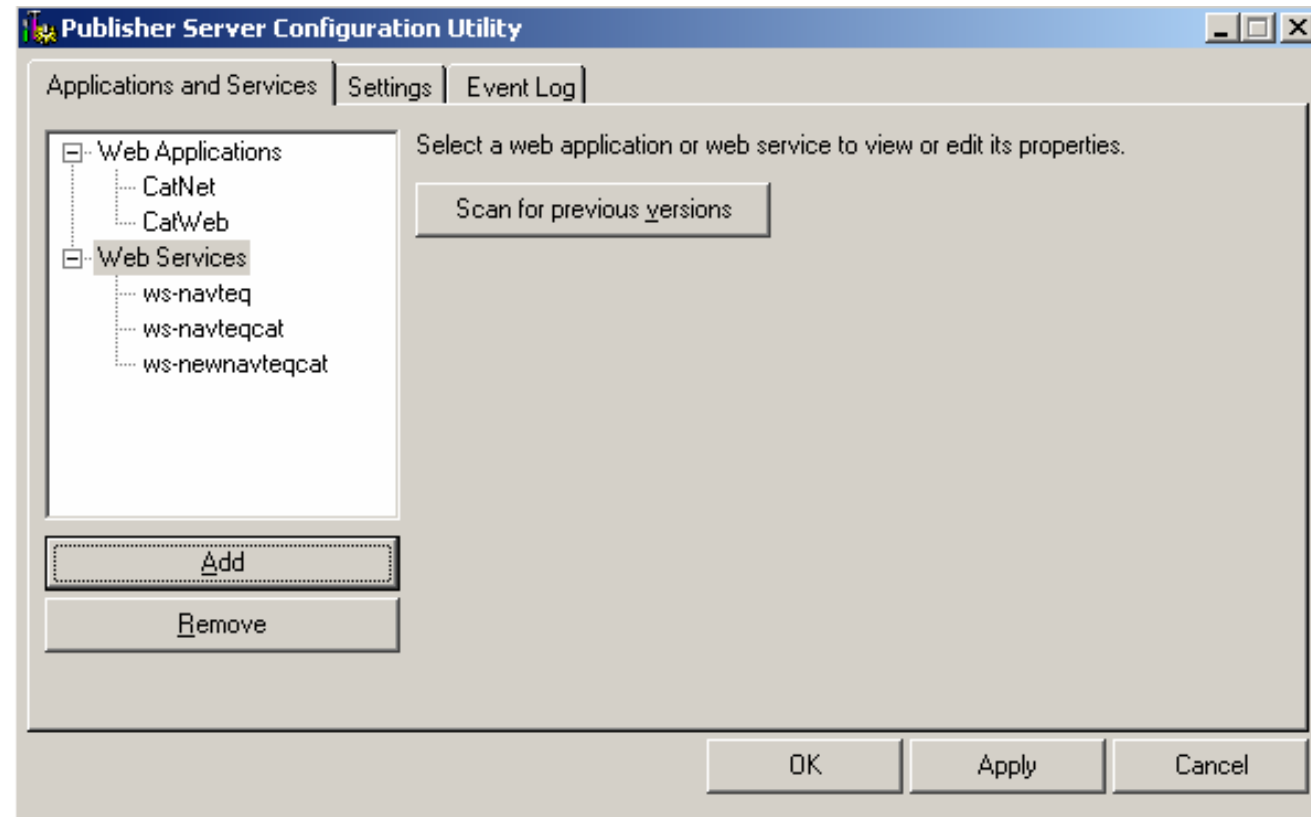 Publisher Server Configuration Utility
Applications and Services
Settings
Event Log
Web Applications
CatNet
CatWeb
Web Services
ws-navteq
ws-navteqcat
ws-newnavteqcat
Select a web application or web service to view or edit its properties.
Scan for previous versions
Add
Remove
OK
Apply
Cancel